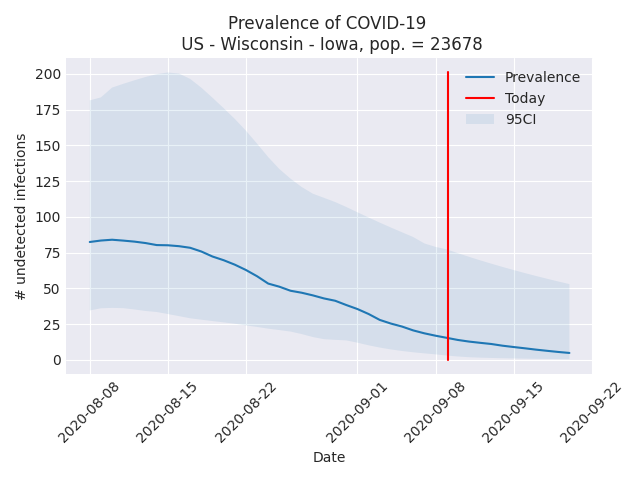 Prevalence of COVID-19
US - Wisconsin - Iowa, pop. = 23678
200
175
150
125
100
75
50
25
0
# undetected infections
Prevalence
Today
95CI
2020-08-08
2020-08-15
2020-08-22
2020-09-01
2020-09-08
2020-09-15
2020-09-22
Date